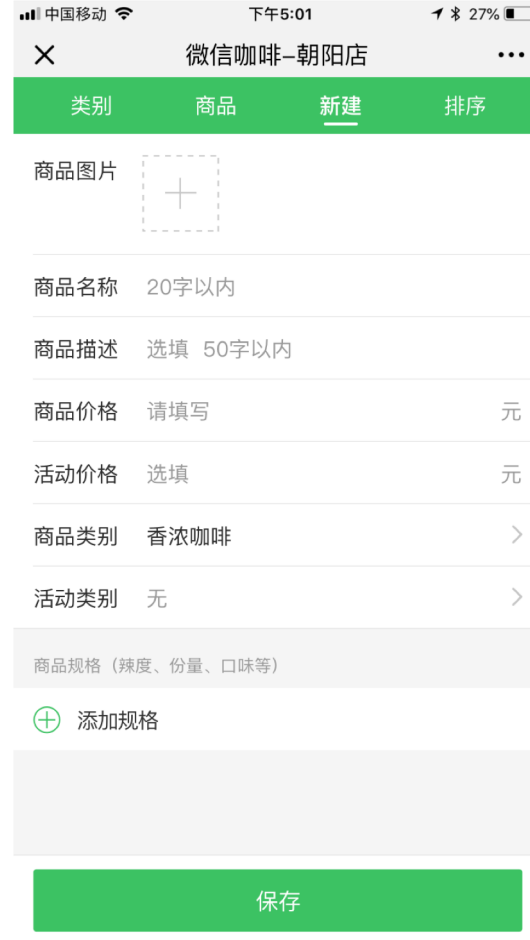 中国移动 下午5:01 27%
微信咖啡-朝阳店
类别 商品 新建 排序
商品图片
商品名称 20字以内
商品描述 选填 50字以内
商品价格 请填写 元
活动价格 选填 元
商品类别 香浓咖啡
活动类别 无
商品规格（辣度、份量、口味等）
添加规格
保存